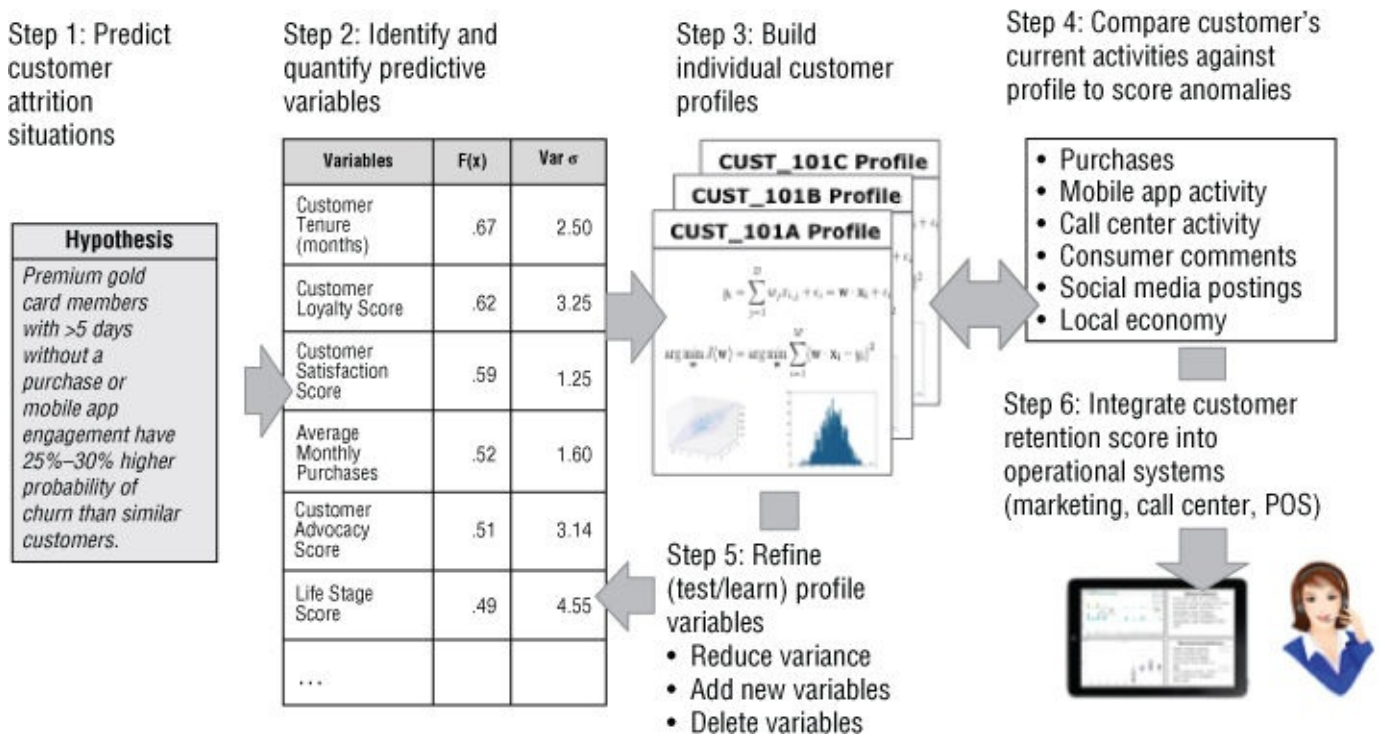 Step 1: Predict
customer
attrition
situations
Hypothesis
Premium gold
card members
with >5 days
without a
purchase or
mobile app
engagement have
25%–30% higher
probability of
churn than similar
customers.
Step 2: Identify and
quantify predictive
variables
Variables F(x) Var σ
Customer
Tenure
(months) .67 2.50
Customer
Loyalty Score .62 3.25
Customer
Satisfaction
Score .59 1.25
Average
Monthly
Purchases .52 1.60
Customer
Advocacy
Score .51 3.14
Life Stage
Score .49 4.55
...
Step 3: Build
individual customer
profiles
CUST_101C Profile
CUST_101B Profile
CUST_101A Profile
Step 5: Refine
(test/learn) profile
variables
• Reduce variance
• Add new variables
• Delete variables
Step 4: Compare customer’s
current activities against
profile to score anomalies
• Purchases
• Mobile app activity
• Call center activity
• Consumer comments
• Social media postings
• Local economy
Step 6: Integrate customer
retention score into
operational systems
(marketing, call center, POS)